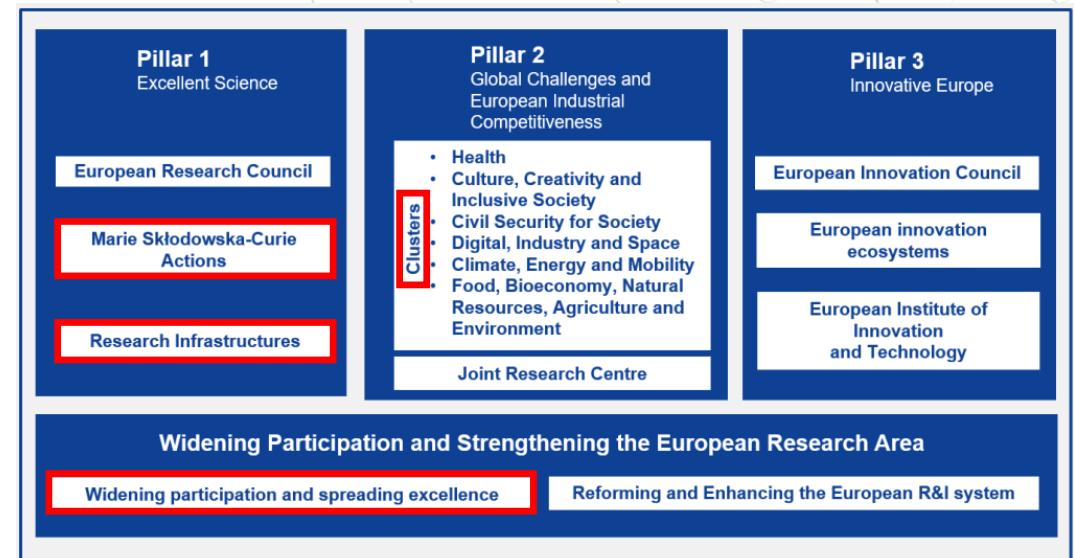 Pillar 1
Excellent Science
European Research Council
Marie Skłodowska-Curie
Actions
Research Infrastructures
Pillar 2
Global Challenges and
European Industrial
Competitiveness
Clusters
• Health
• Culture, Creativity and
Inclusive Society
• Civil Security for Society
• Digital, Industry and Space
• Climate, Energy and Mobility
• Food, Bioeconomy, Natural
Resources, Agriculture and
Environment
Joint Research Centre
Pillar 3
Innovative Europe
European Innovation Council
European innovation
ecosystems
European Institute of
Innovation
and Technology
Widening Participation and Strengthening the European Research Area
Widening participation and spreading excellence
Reforming and Enhancing the European R&I system